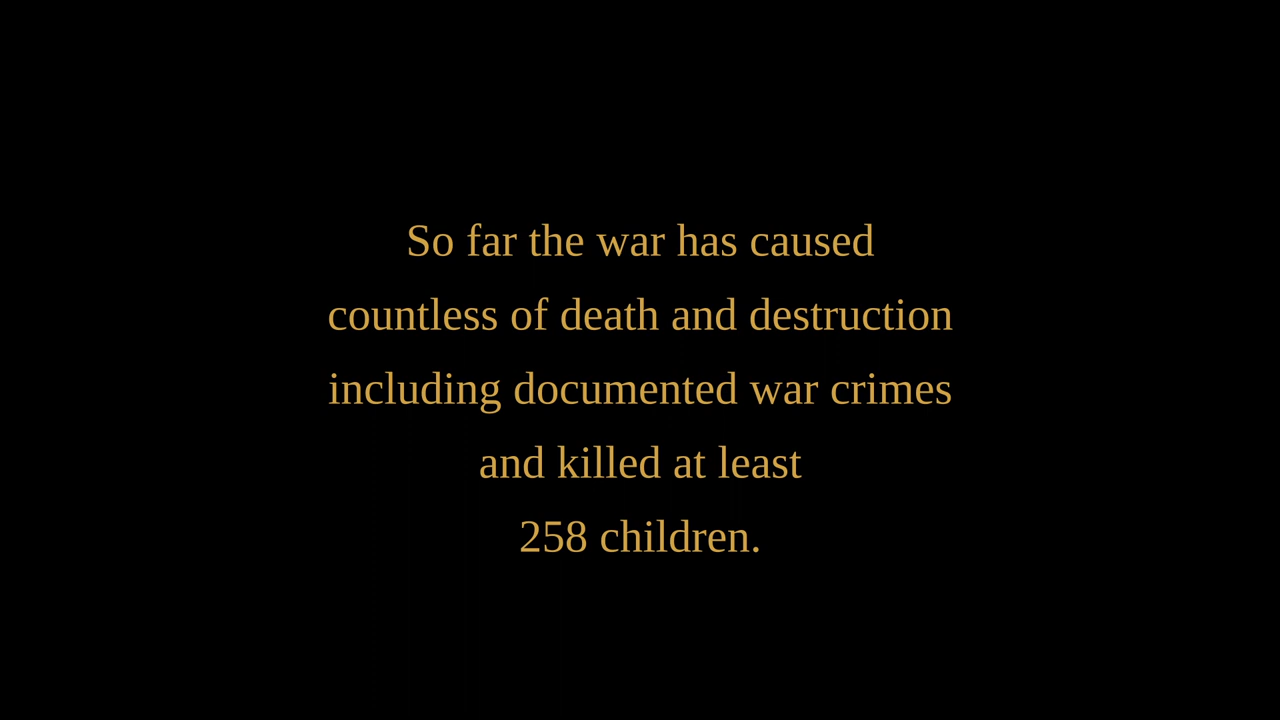 So far the war has caused
countless of death and destruction
including documented war crimes
and killed at least
258 children.